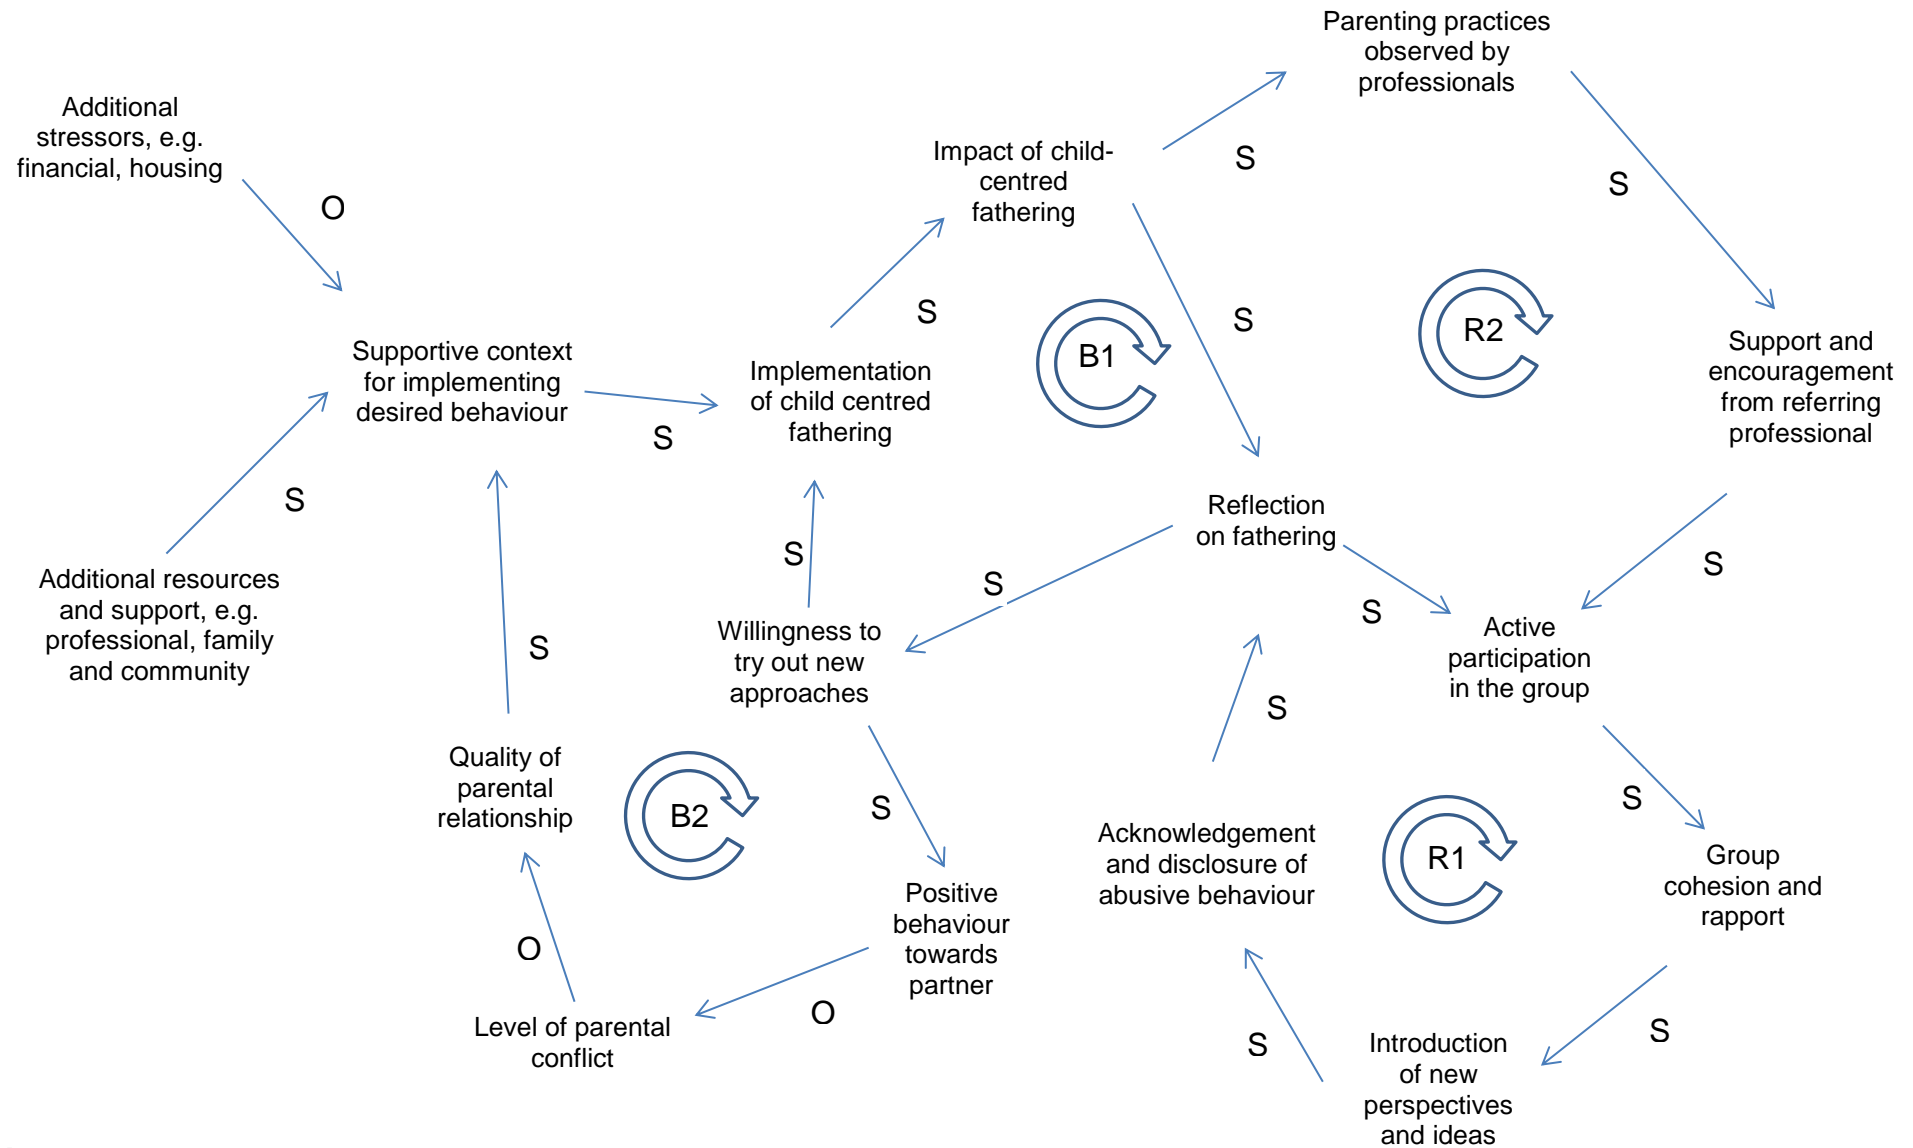 Parenting practices
observed by
professionals
Additional
stressors, e.g.
financial, housing
O
Impact of child-
centred
fathering
S
S
S
S
B1
R2
Supportive context
for implementing
desired behaviour
S
Implementation
of child centred
fathering
Support and
encouragement
from referring
professional
S
Additional resources
and support, e.g.
professional, family
and community
S
S
Reflection
on fathering
S
S
S
Willingness to
try out new
approaches
Active
participation
in the group
S
Quality of
parental
relationship
B2
S
S
Acknowledgement
and disclosure of
abusive behaviour
R1
S
Group
cohesion and
rapport
Positive
behaviour
towards
partner
O
O
Level of parental
conflict
S
S
Introduction
of new
perspectives
and ideas